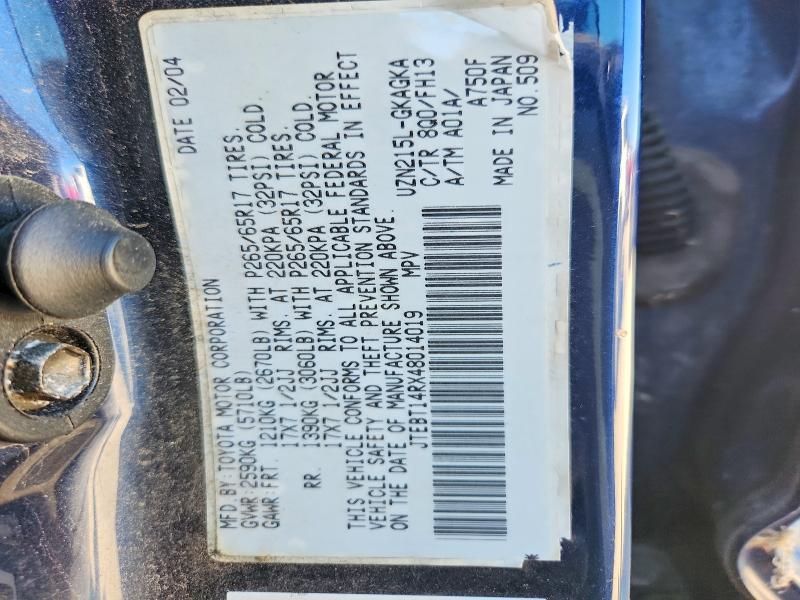 MFD.BY:TOYOTA MOTOR CORPORATION DATE 02/04
GVWR:2590KG (5710LB)
GAWR:FRT. 1210KG (2670LB) WITH P265/65R17 TIRES.
17X7 1/2JJ RIMS. AT 220KPA (32PSI) COLD.
RR. 1390KG (3060LB) WITH P265/65R17 TIRES.
17X7 1/2JJ RIMS. AT 220KPA (32PSI) COLD.
THIS VEHICLE CONFORMS TO ALL APPLICABLE FEDERAL MOTOR
VEHICLE SAFETY AND THEFT PREVENTION STANDARDS IN EFFECT
ON THE DATE OF MANUFACTURE SHOWN ABOVE.
JTEBT14RX48014019 MPV
UZN215L-GKAGKA
C/TR 8Q0/FH13
A/TM A01A/
A750F
MADE IN JAPAN
NO.509